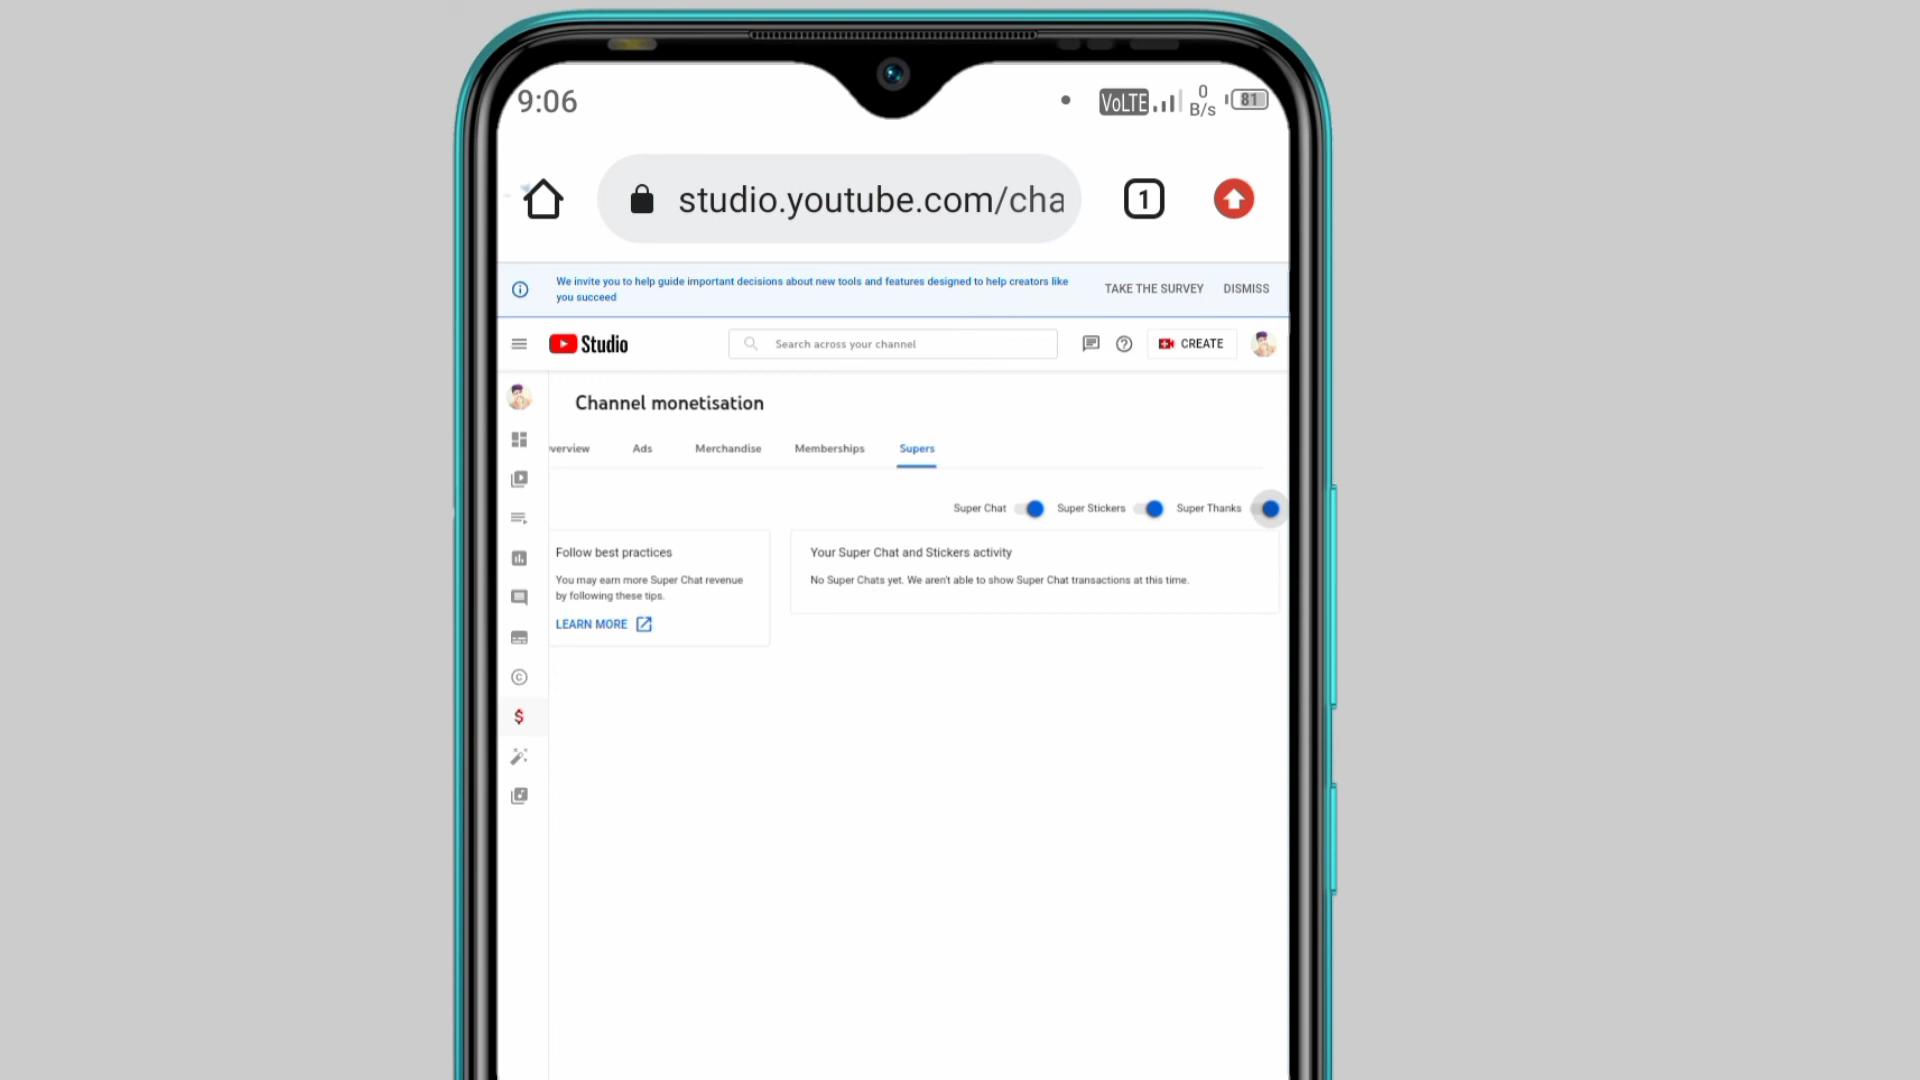 9:06
VoLTE
0
B/s
81
studio.youtube.com/cha
1
We invite you to help guide important decisions about new tools and features designed to help creators like
you succeed
TAKE THE SURVEY
DISMISS
Studio
Search across your channel
CREATE
Channel monetisation
verview
Ads
Merchandise
Memberships
Supers
Super Chat
Super Stickers
Super Thanks
Follow best practices
You may earn more Super Chat revenue
by following these tips.
LEARN MORE
Your Super Chat and Stickers activity
No Super Chats yet. We aren't able to show Super Chat transactions at this time.